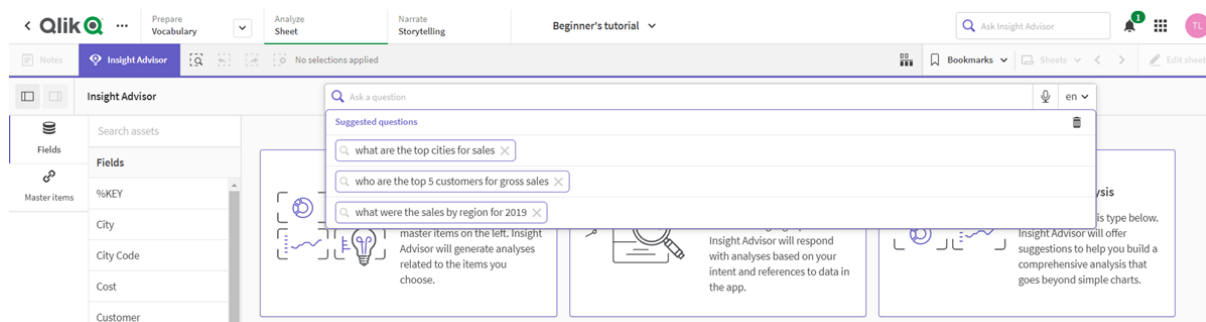 Qlik
Prepare
Vocabulary
Analyze
Sheet
Narrate
Storytelling
Beginner's tutorial
Ask Insight Advisor
1
TL
Notes
Insight Advisor
No selections applied
Bookmarks
Sheets
Edit sheet
Insight Advisor
Ask a question
en
Fields
Master items
Search assets
Fields
%KEY
City
City Code
Cost
Customer
Suggested questions
what are the top cities for sales
who are the top 5 customers for gross sales
what were the sales by region for 2019
master items on the left. Insight
Advisor will generate analyses
related to the items you
choose.
Insight Advisor will respond
with analyses based on your
intent and references to data in
the app.
is type below.
Insight Advisor will offer
suggestions to help you build a
comprehensive analysis that
goes beyond simple charts.